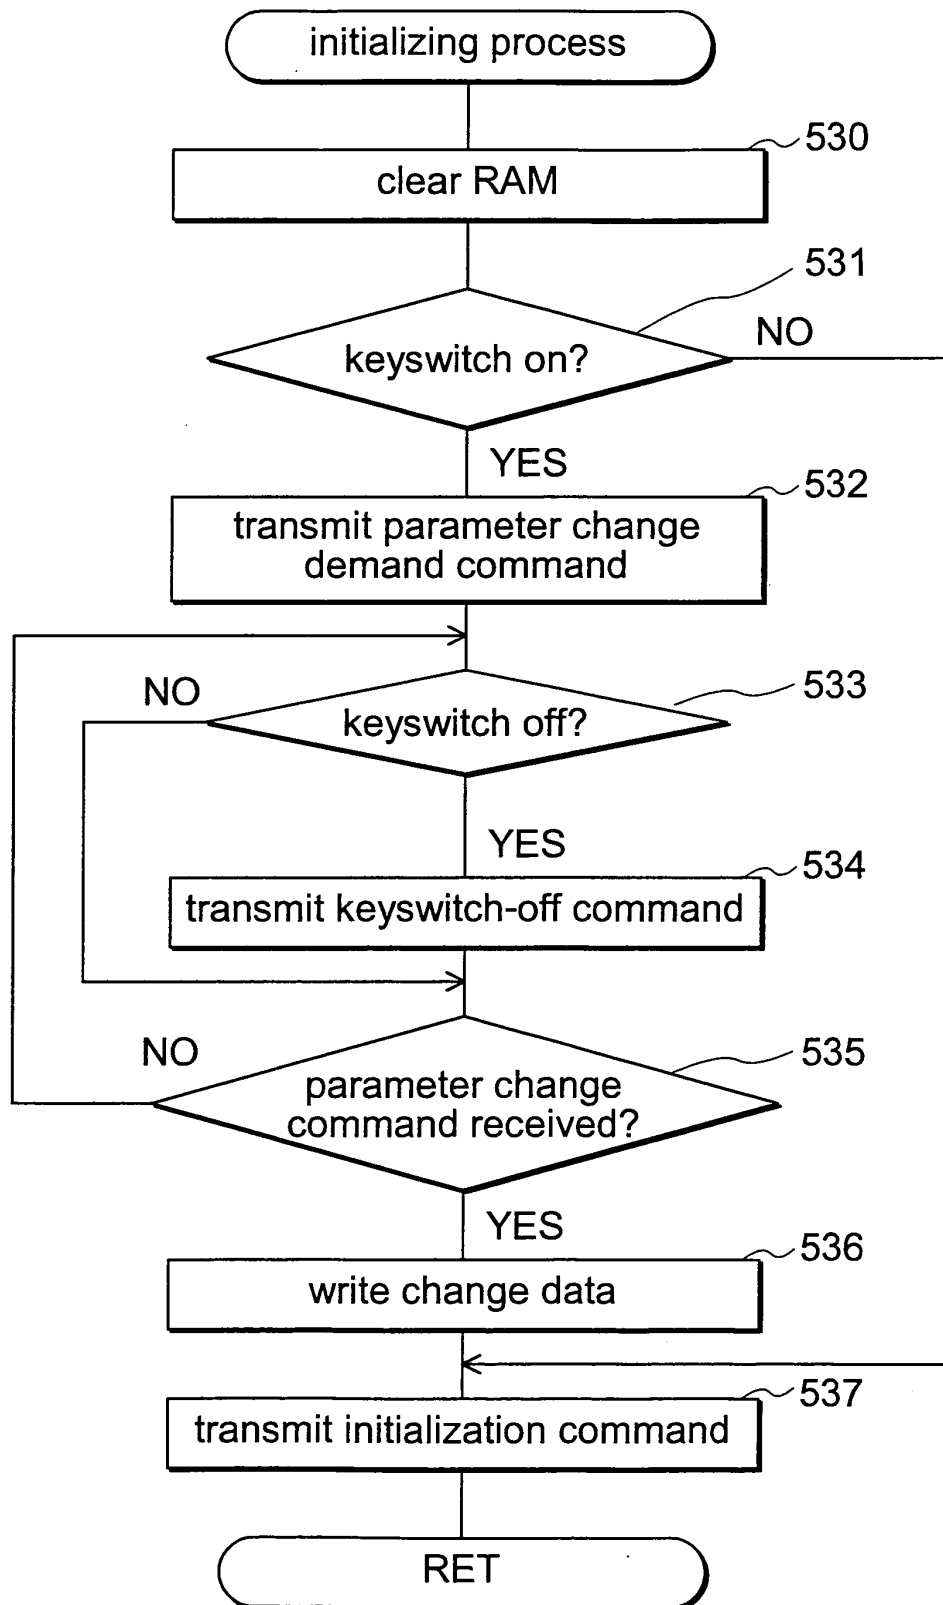 initializing process
530
clear RAM
531
keyswitch on?
NO
YES
532
transmit parameter change
demand command
NO
533
keyswitch off?
YES
534
transmit keyswitch-off command
NO
535
parameter change
command received?
YES
536
write change data
537
transmit initialization command
RET